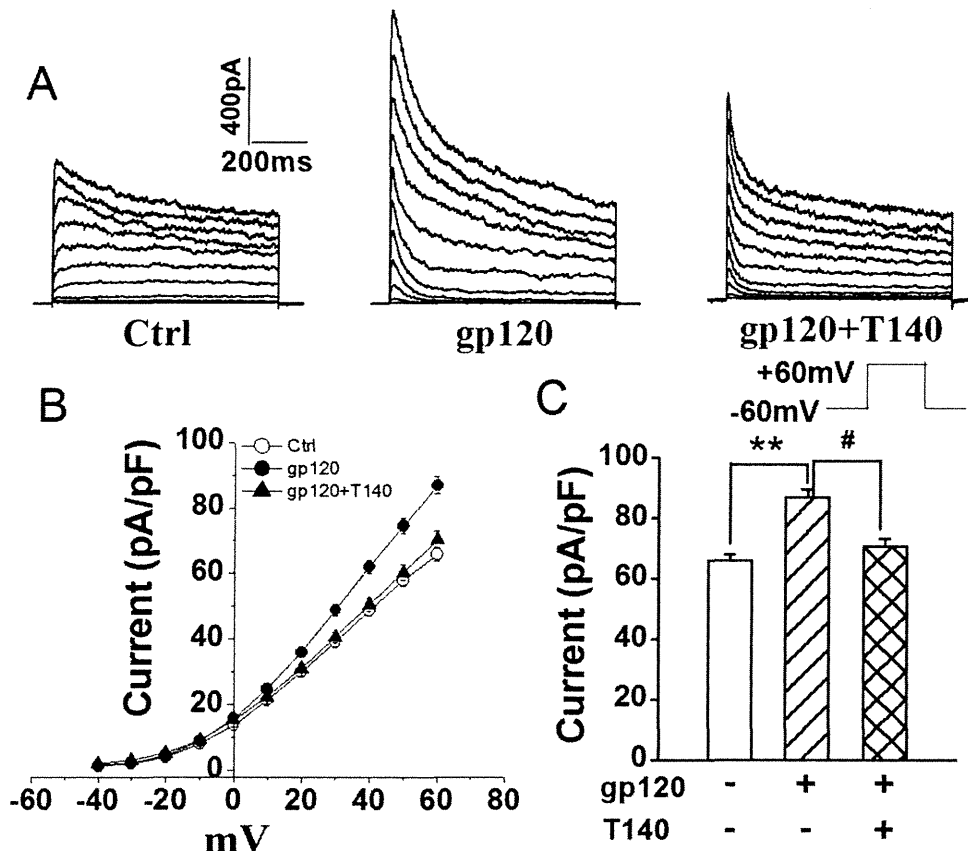 A
400pA
200ms
Ctrl
gp120
gp120+T140
+60mV
-60mV
B
Current (pA/pF)
100
80
60
40
20
0
Ctrl
gp120
gp120+T140
-60 -40 -20 0 20 40 60 80
mV
C
Current (pA/pF)
100
80
60
40
20
0
** #
gp120 - + +
T140 - - +